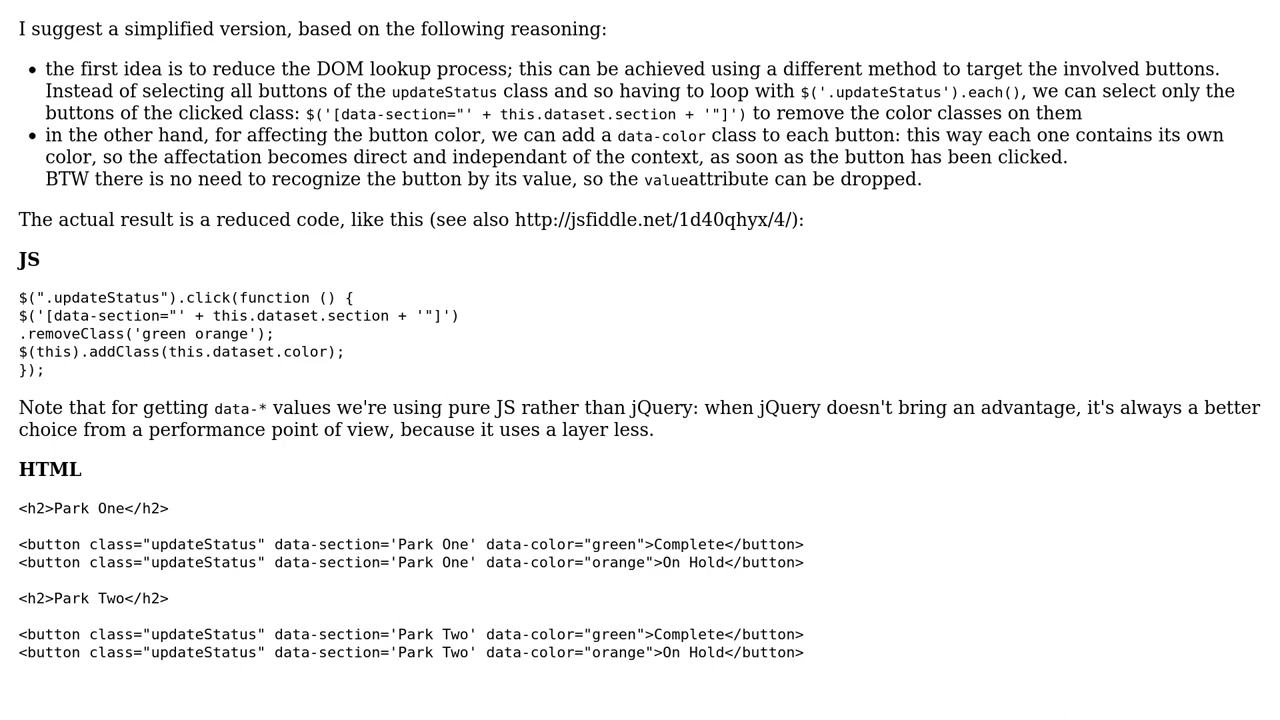 I suggest a simplified version, based on the following reasoning:
the first idea is to reduce the DOM lookup process; this can be achieved using a different method to target the involved buttons.
Instead of selecting all buttons of the updateStatus class and so having to loop with $('.updateStatus').each(), we can select only the
buttons of the clicked class: $('[data-section="' + this.dataset.section + '"]') to remove the color classes on them
in the other hand, for affecting the button color, we can add a data-color class to each button: this way each one contains its own
color, so the affectation becomes direct and independant of the context, as soon as the button has been clicked.
BTW there is no need to recognize the button by its value, so the valueattribute can be dropped.
The actual result is a reduced code, like this (see also http://jsfiddle.net/1d40qhyx/4/):
JS
$(".updateStatus").click(function () {
$('[data-section="' + this.dataset.section + '"]')
.removeClass('green orange');
$(this).addClass(this.dataset.color);
});
Note that for getting data-* values we're using pure JS rather than jQuery: when jQuery doesn't bring an advantage, it's always a better
choice from a performance point of view, because it uses a layer less.
HTML
<h2>Park One</h2>
<button class="updateStatus" data-section='Park One' data-color="green">Complete</button>
<button class="updateStatus" data-section='Park One' data-color="orange">On Hold</button>
<h2>Park Two</h2>
<button class="updateStatus" data-section='Park Two' data-color="green">Complete</button>
<button class="updateStatus" data-section='Park Two' data-color="orange">On Hold</button>